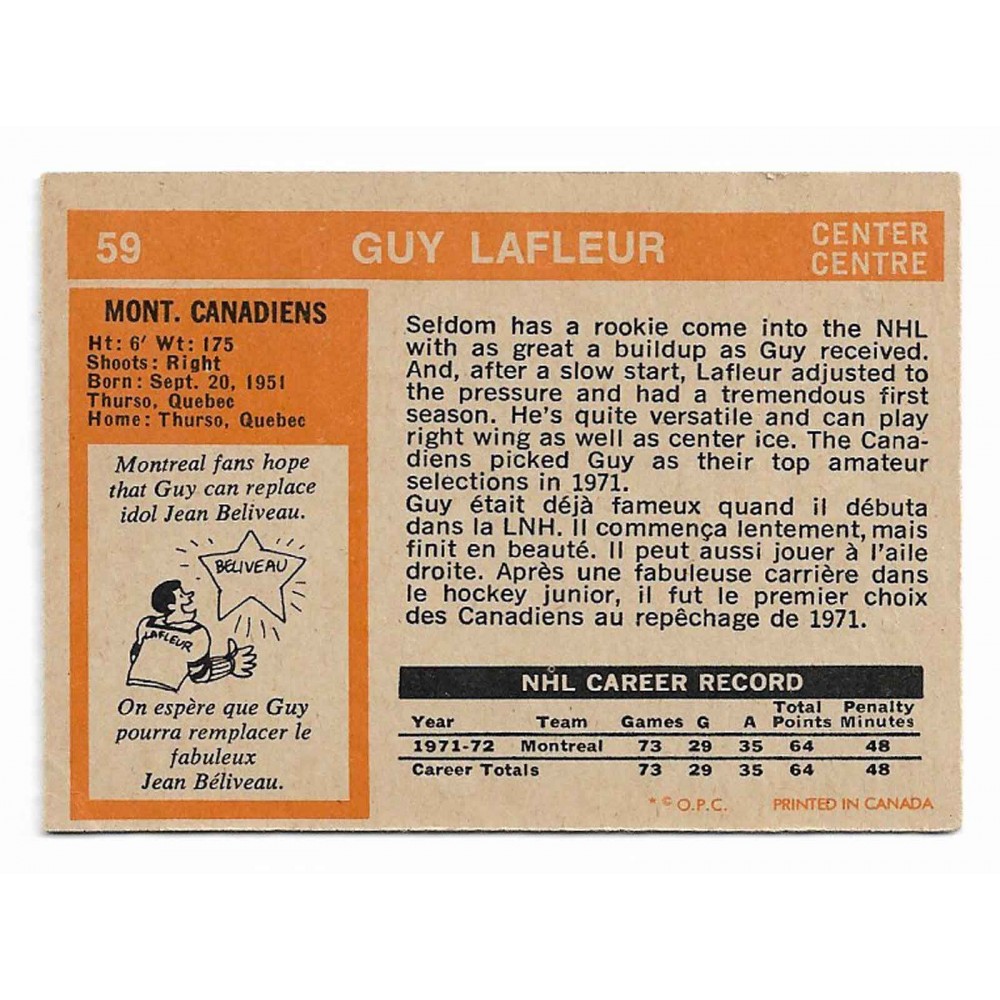 59 GUY LAFLEUR CENTER
CENTRE
MONT. CANADIENS
Ht: 6' Wt: 175
Shoots: Right
Born: Sept. 20, 1951
Thurso, Quebec
Home: Thurso, Quebec
Montreal fans hope
that Guy can replace
idol Jean Beliveau.
BÉLIVEAU
LAFLEUR
On espère que Guy
pourra remplacer le
fabuleux
Jean Béliveau.
Seldom has a rookie come into the NHL
with as great a buildup as Guy received.
And, after a slow start, Lafleur adjusted to
the pressure and had a tremendous first
season. He's quite versatile and can play
right wing as well as center ice. The Cana-
diens picked Guy as their top amateur
selections in 1971.
Guy était déjà fameux quand il débuta
dans la LNH. Il commença lentement, mais
finit en beauté. Il peut aussi jouer à l'aile
droite. Après une fabuleuse carrière dans
le hockey junior, il fut le premier choix
des Canadiens au repêchage de 1971.
NHL CAREER RECORD
Year Team Games G A Total Points Penalty Minutes
1971-72 Montreal 73 29 35 64 48
Career Totals 73 29 35 64 48
* © O.P.C. PRINTED IN CANADA